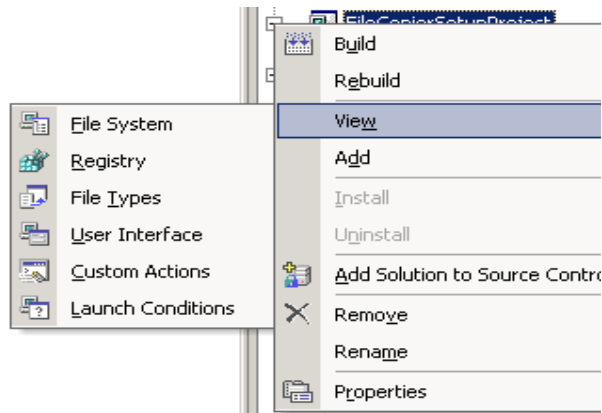 FileCopierSetupProject
Build
Rebuild
View
Add
Install
Uninstall
Add Solution to Source Contro
Remove
Rename
Properties
File System
Registry
File Types
User Interface
Custom Actions
Launch Conditions